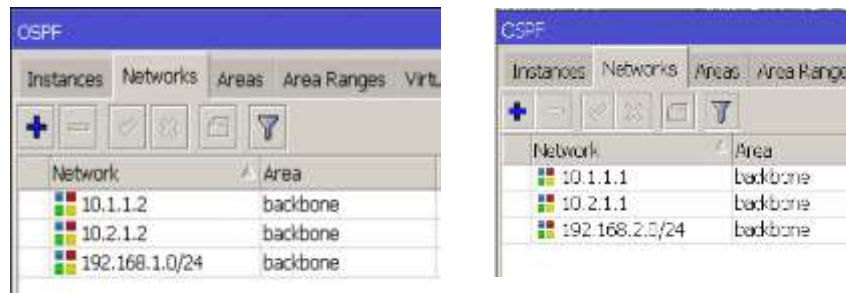 OSPF
Instances Networks Areas Area Ranges
Network Area
10.1.1.2 backbone
10.2.1.2 backbone
192.168.1.0/24 backbone
OSPF
Instances Networks Areas Area Range
Network Area
10.1.1.1 backbone
10.2.1.1 backbone
192.168.2.0/24 backbone